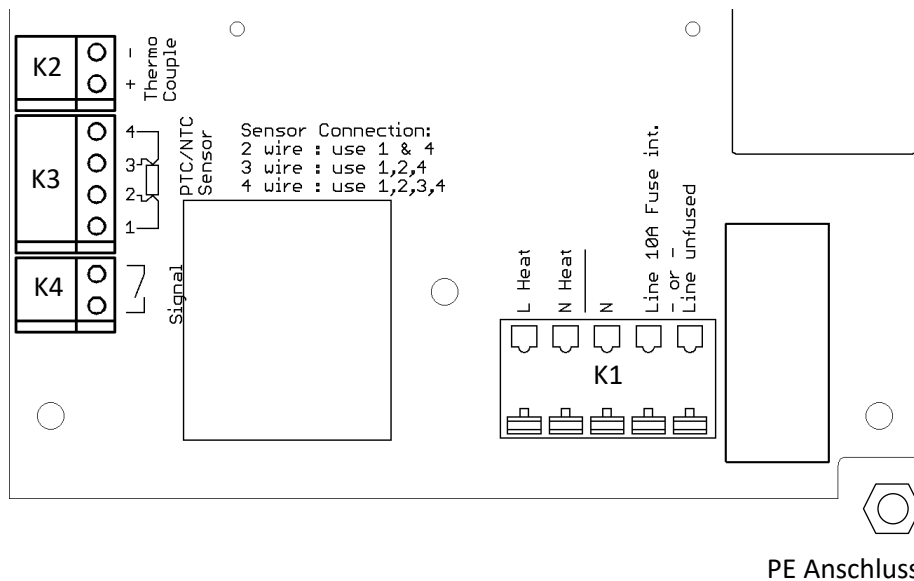 K2
-
+
Thermo
Couple
K3
4
3
2
1
PTC/NTC
Sensor
Sensor Connection:
2 wire : use 1 & 4
3 wire : use 1,2,4
4 wire : use 1,2,3,4
K4
Signal
L Heat
N Heat
N
Line 10A Fuse int.
- or -
Line unfused
K1
PE Anschluss